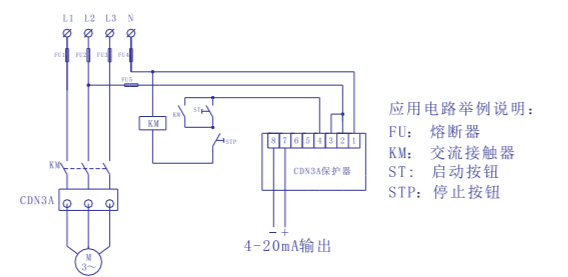 L1 L2 L3 N
FU1 FU2 FU3 FU4
FU5
KM ST
KM
STP
8 7 6 5 4 3 2 1
CDN3A保护器
KM
CDN3A
M
3~
- +
4-20mA输出
应用电路举例说明:
FU: 熔断器
KM: 交流接触器
ST: 启动按钮
STP: 停止按钮